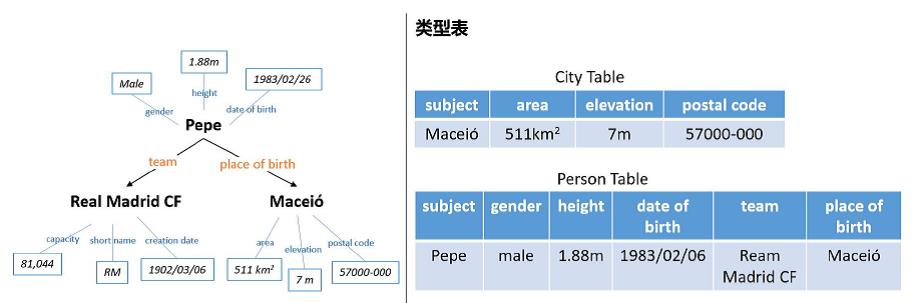 类型表
1.88m
Male
1983/02/26
height
gender
date of birth
Pepe
team
place of birth
Real Madrid CF
Maceió
capacity
short name
creation date
area
elevation
postal code
81,044
RM
1902/03/06
511 km²
7 m
57000-000
City Table
subject area elevation postal code
Maceió 511km² 7m 57000-000
Person Table
subject gender height date of birth team place of birth
Pepe male 1.88m 1983/02/06 Ream Madrid CF Maceió